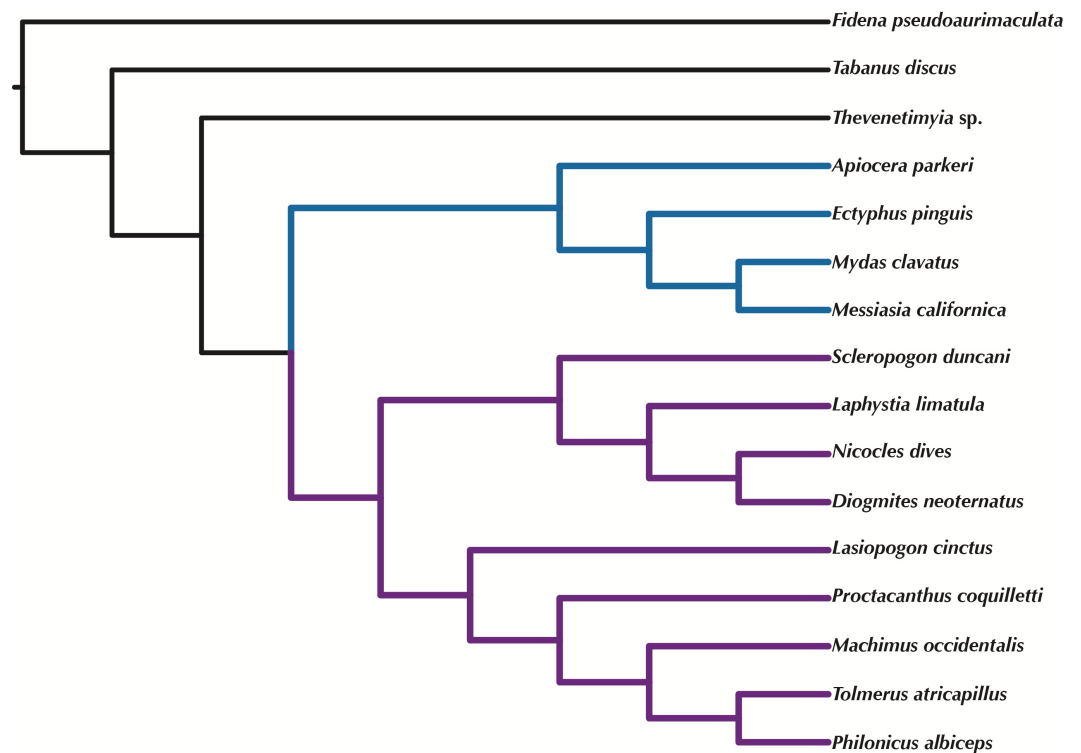 Fidena pseudoaurimaculata
Tabanus discus
Thevenetimyia sp.
Apiocera parkeri
Ectyphus pinguis
Mydas clavatus
Messiasia californica
Scleropogon duncani
Laphystia limatula
Nicocles dives
Diogmites neoternatus
Lasiopogon cinctus
Proctacanthus coquilletti
Machimus occidentalis
Tolmerus atricapillus
Philonicus albiceps